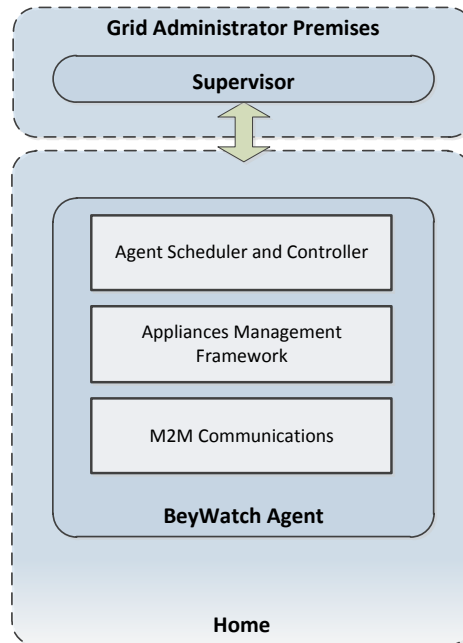 Grid Administrator Premises
Supervisor
Agent Scheduler and Controller
Appliances Management
Framework
M2M Communications
BeyWatch Agent
Home